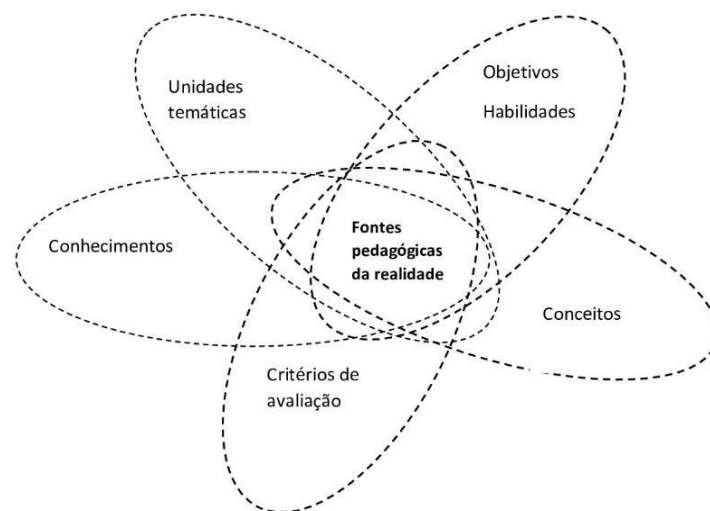 Unidades
temáticas
Objetivos
Habilidades
Conhecimentos
Fontes
pedagógicas
da realidade
Conceitos
Critérios de
avaliação